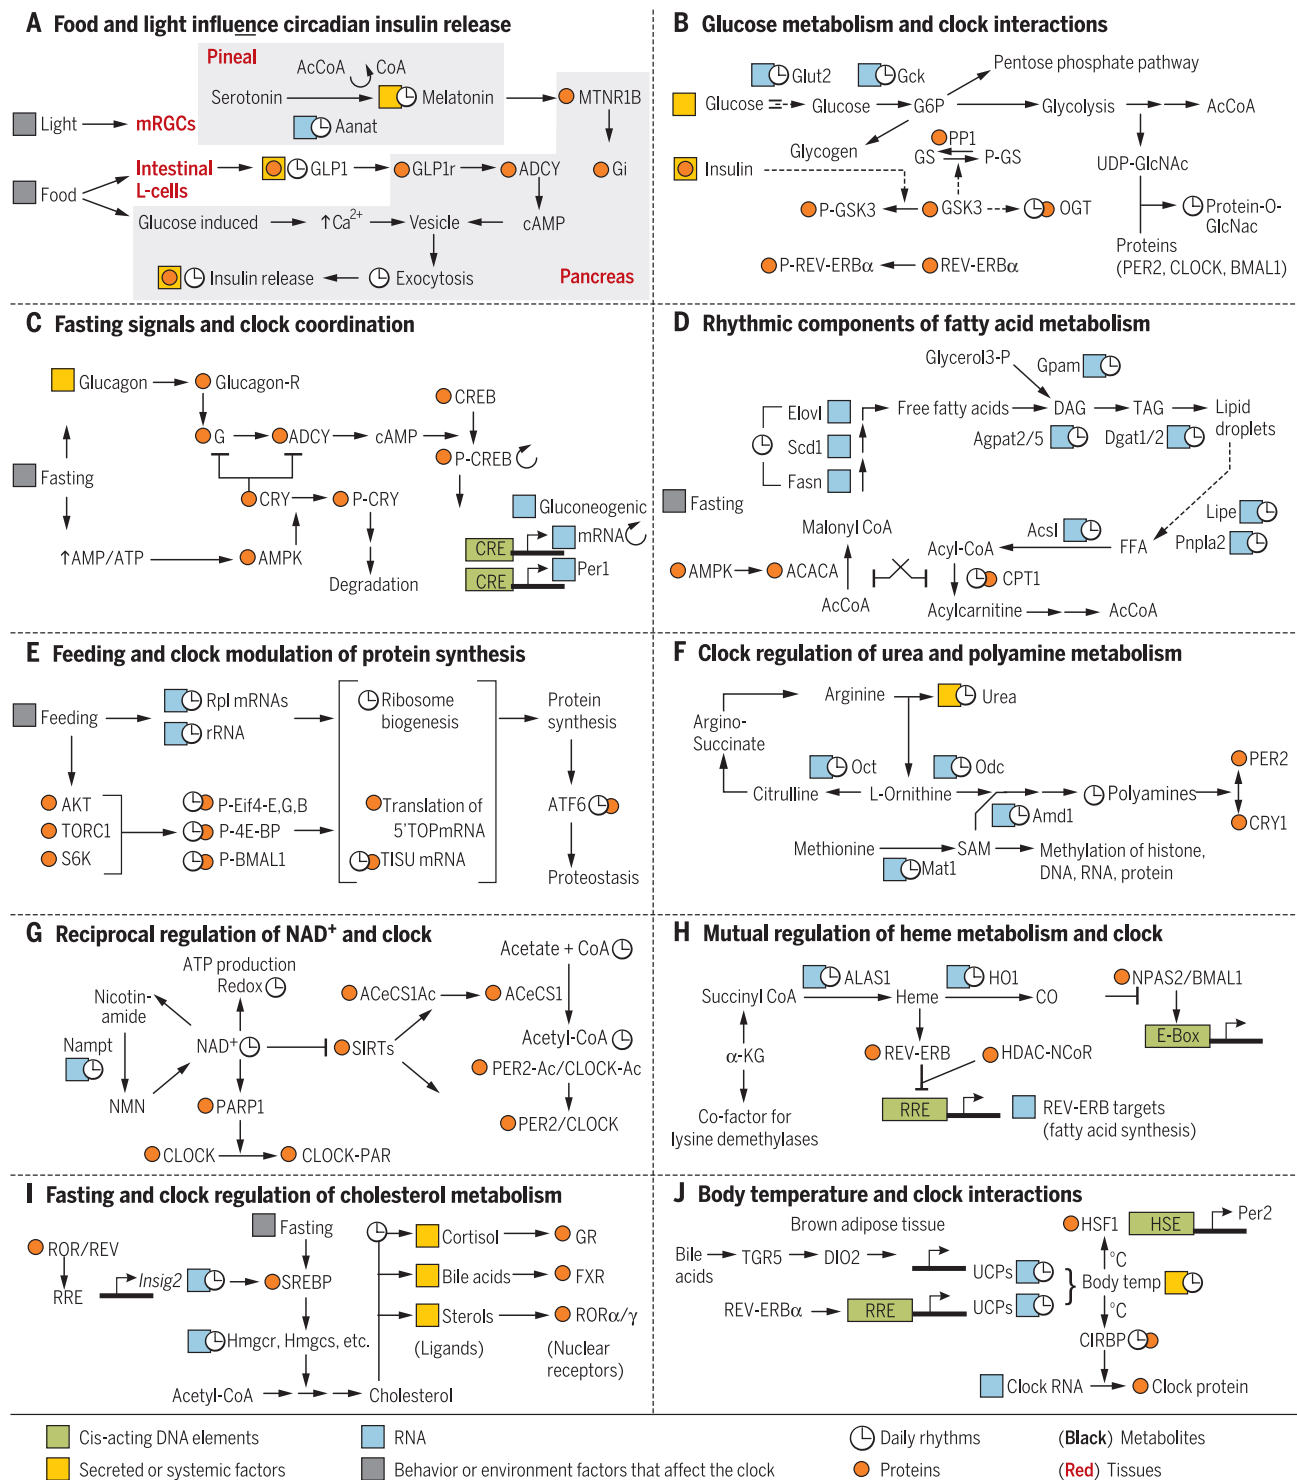 A Food and light influence circadian insulin release
Pineal
AcCoA CoA
Serotonin Melatonin MTNR1B
Light mRGCs Aanat
Intestinal L-cells GLP1 GLP1r ADCY Gi
Food
Glucose induced ↑Ca2+ Vesicle cAMP
Insulin release Exocytosis Pancreas
B Glucose metabolism and clock interactions
Glut2 Gck Pentose phosphate pathway
Glucose Glucose G6P Glycolysis AcCoA
Glycogen PP1
GS P-GS UDP-GlcNAc
Insulin
P-GSK3 GSK3 OGT Protein-O-
GlcNac
Proteins
P-REV-ERBα REV-ERBα (PER2, CLOCK, BMAL1)
C Fasting signals and clock coordination
Glucagon Glucagon-R
CREB
G ADCY cAMP
P-CREB
Fasting
CRY P-CRY
Gluconeogenic
CRE mRNA
↑AMP/ATP AMPK
Per1
CRE
Degradation
D Rhythmic components of fatty acid metabolism
Glycerol3-P Gpam
Elovl Free fatty acids DAG TAG Lipid
droplets
Scd1 Agpat2/5 Dgat1/2
Fasn
Fasting
Malonyl CoA Acsl Lipe
Acyl-CoA FFA Pnpla2
AMPK ACACA CPT1
AcCoA Acylcarnitine AcCoA
E Feeding and clock modulation of protein synthesis
Rpl mRNAs Ribosome
biogenesis
Protein
synthesis
Feeding
rRNA
AKT P-Eif4-E,G,B Translation of
5'TOPmRNA
ATF6
TORC1 P-4E-BP
S6K P-BMAL1 TISU mRNA
Proteostasis
F Clock regulation of urea and polyamine metabolism
Arginine Urea
Argino-
Succinate
Oct Odc PER2
Citrulline L-Ornithine Polyamines
Amd1 CRY1
Methionine SAM Methylation of histone,
DNA, RNA, protein
Mat1
G Reciprocal regulation of NAD+ and clock
ATP production
Redox
Acetate + CoA
Nicotin-
amide
ACeCS1Ac ACeCS1
Nampt NAD+ SIRTs Acetyl-CoA
PER2-Ac/CLOCK-Ac
NMN PARP1
PER2/CLOCK
CLOCK CLOCK-PAR
H Mutual regulation of heme metabolism and clock
ALAS1 HO1 NPAS2/BMAL1
Succinyl CoA Heme CO
E-Box
α-KG REV-ERB HDAC-NCoR
Co-factor for
lysine demethylases
RRE REV-ERB targets
(fatty acid synthesis)
I Fasting and clock regulation of cholesterol metabolism
Fasting Cortisol GR
ROR/REV
Insig2 SREBP Bile acids FXR
RRE
Sterols RORα/γ
Hmgcr, Hmgcs, etc. (Ligands) (Nuclear
receptors)
Acetyl-CoA Cholesterol
J Body temperature and clock interactions
Brown adipose tissue HSF1 HSE Per2
Bile
acids
TGR5 DIO2 °C
UCPs Body temp
REV-ERBα RRE UCPs °C
CIRBP
Clock RNA Clock protein
Cis-acting DNA elements RNA Daily rhythms (Black) Metabolites
Secreted or systemic factors Behavior or environment factors that affect the clock Proteins (Red) Tissues